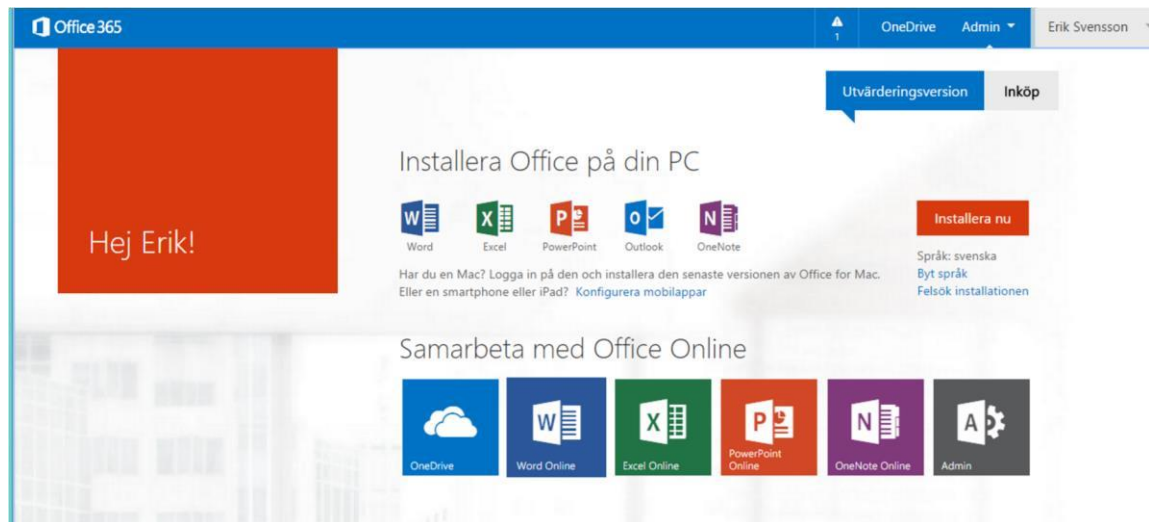 Office 365
1
OneDrive
Admin
Erik Svensson
Utvärderingsversion
Inköp
Hej Erik!
Installera Office på din PC
Word
Excel
PowerPoint
Outlook
OneNote
Har du en Mac? Logga in på den och installera den senaste versionen av Office for Mac.
Eller en smartphone eller iPad? Konfigurera mobilappar
Installera nu
Språk: svenska
Byt språk
Felsök installationen
Samarbeta med Office Online
OneDrive
Word Online
Excel Online
PowerPoint
Online
OneNote Online
Admin